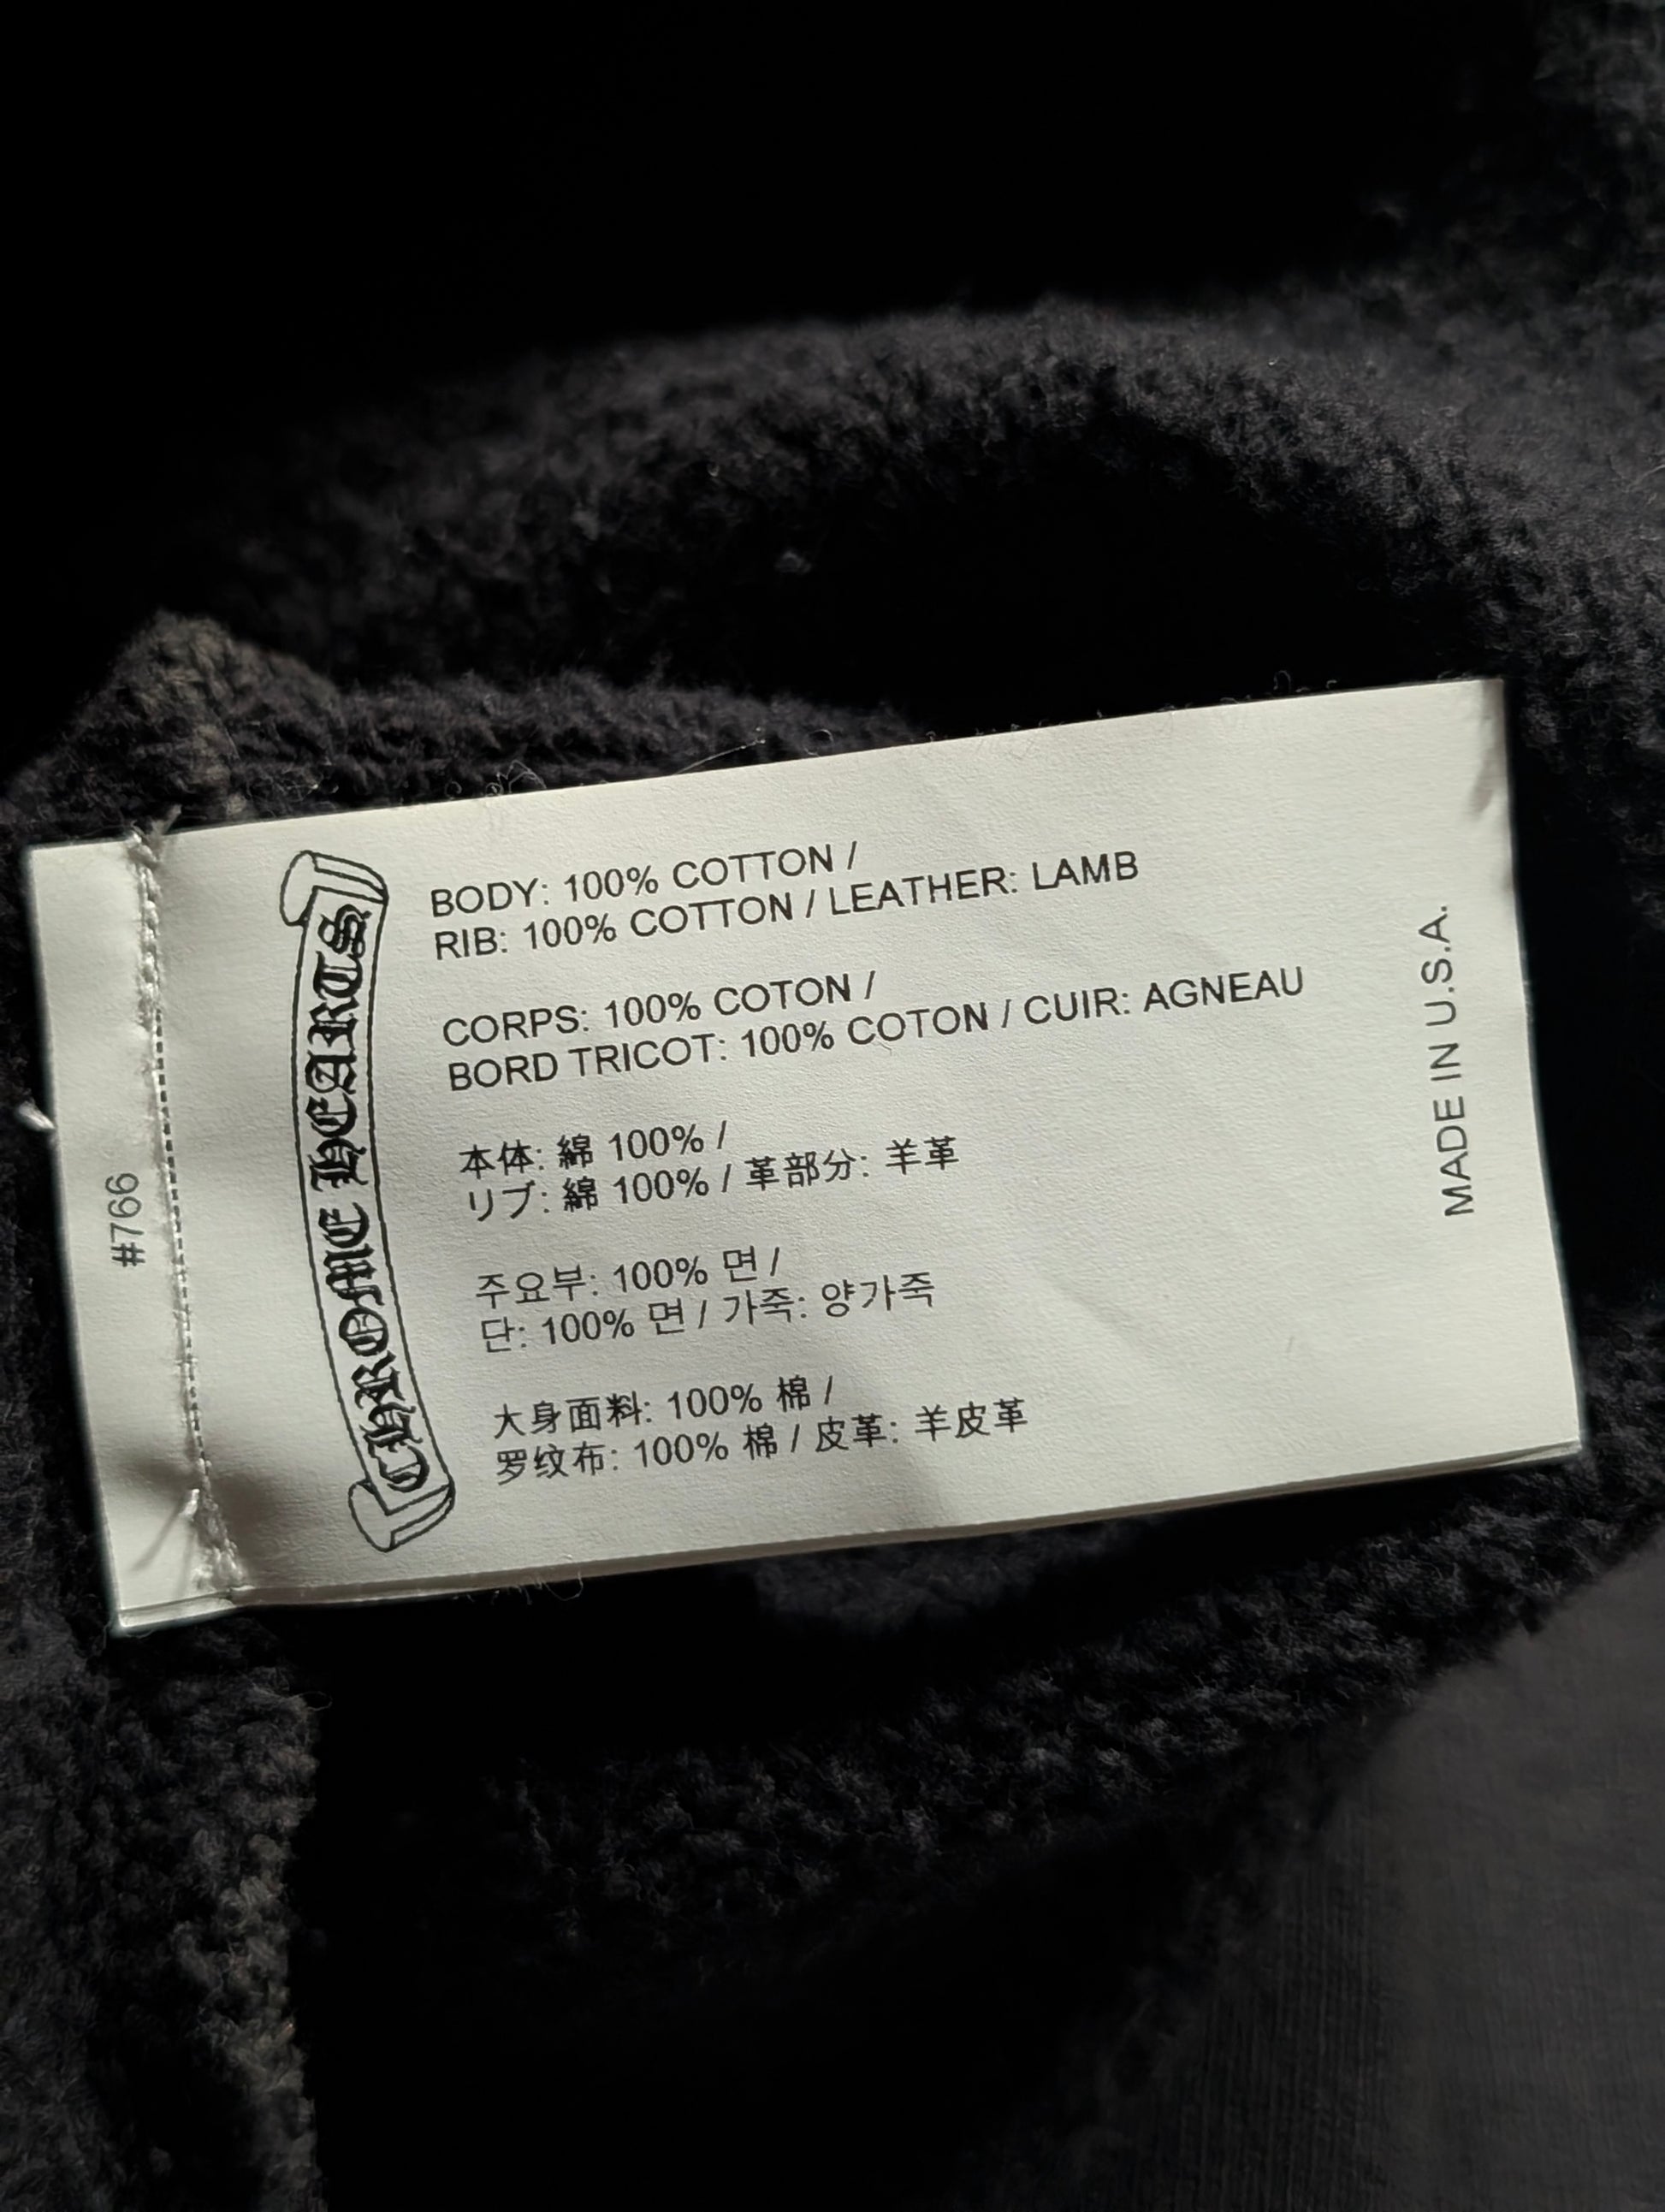 #766
CHROME HEARTS
BODY: 100% COTTON /
RIB: 100% COTTON / LEATHER: LAMB
CORPS: 100% COTON /
BORD TRICOT: 100% COTON / CUIR: AGNEAU
本体: 綿 100% /
リブ: 綿 100% / 革部分: 羊革
주요부: 100% 면 /
단: 100% 면 / 가죽: 양가죽
大身面料: 100% 棉 /
罗纹布: 100% 棉 / 皮革: 羊皮革
MADE IN U.S.A.